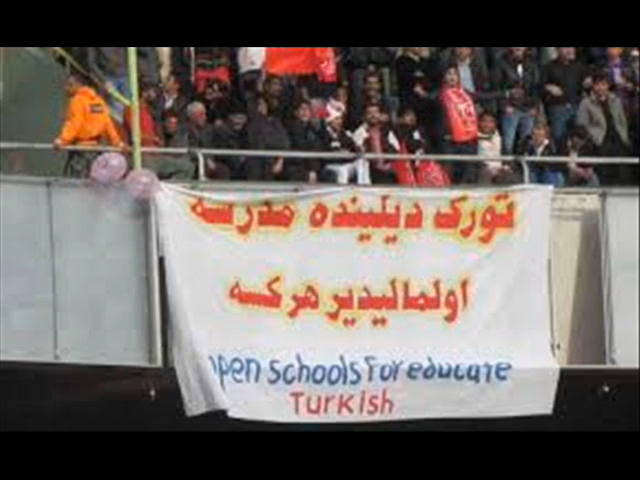 تورک دیلینده مدرسه
اولمالیدیر هرکسه
open schools for educate
Turkish